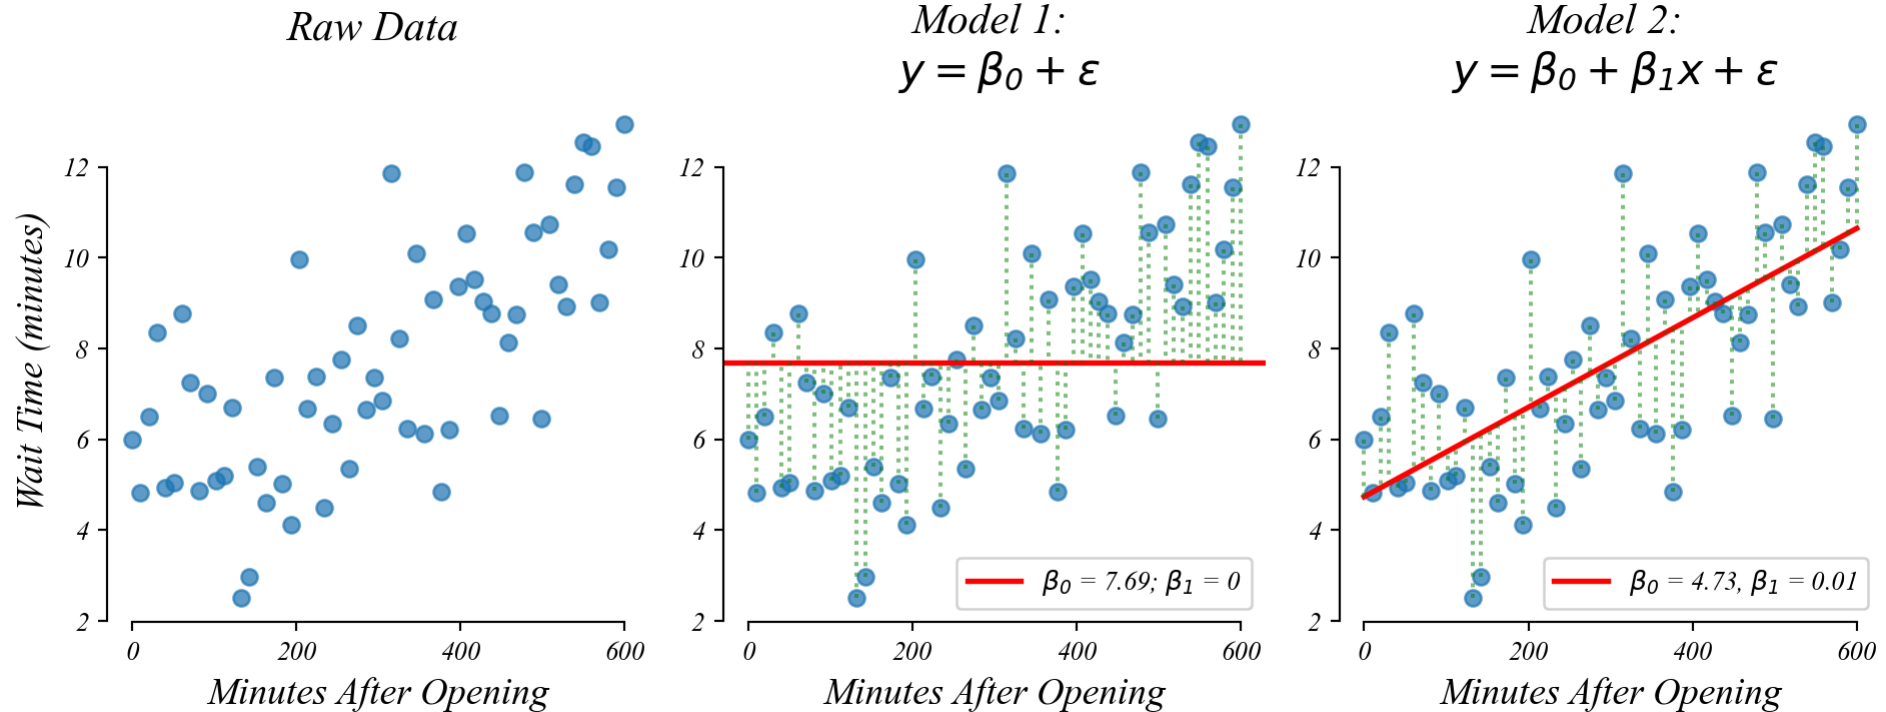 Raw Data
Wait Time (minutes)
12
10
8
6
4
2
0 200 400 600
Minutes After Opening
Model 1:
y = β₀ + ε
12
10
8
6
4
2
β₀ = 7.69; β₁ = 0
0 200 400 600
Minutes After Opening
Model 2:
y = β₀ + β₁x + ε
12
10
8
6
4
2
β₀ = 4.73, β₁ = 0.01
0 200 400 600
Minutes After Opening